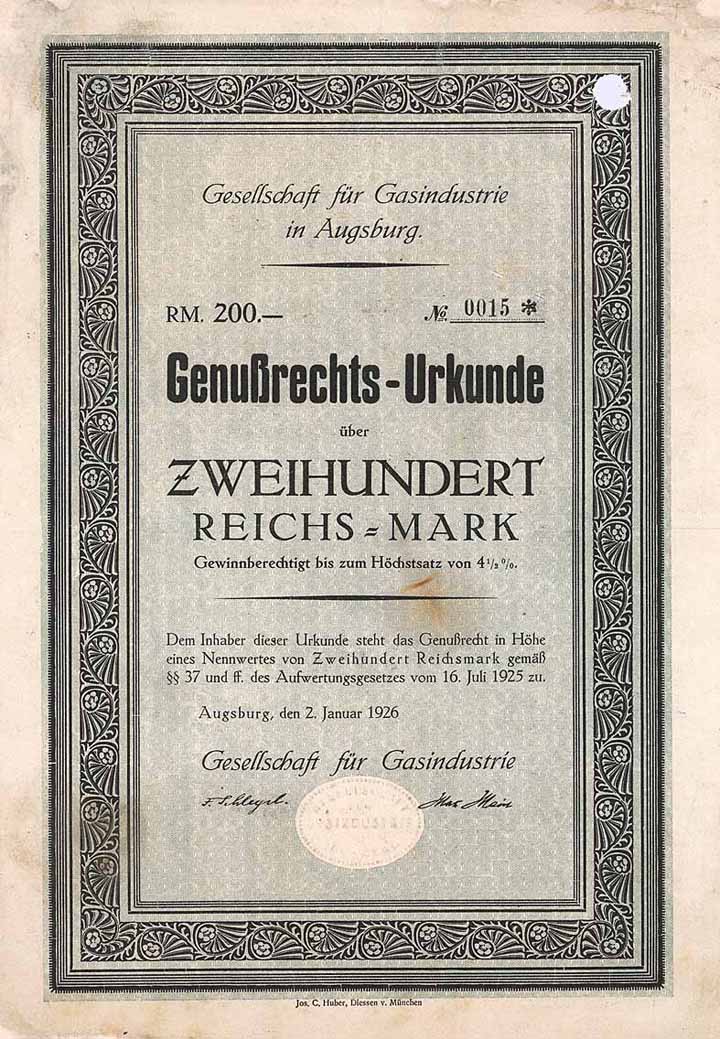 Gesellschaft für Gasindustrie
in Augsburg.
RM. 200.— No. 0015 *
Genußrechts-Urkunde
über
ZWEIHUNDERT
REICHS=MARK
Gewinnberechtigt bis zum Höchstsatz von 4 1/2 %.
Dem Inhaber dieser Urkunde steht das Genußrecht in Höhe
eines Nennwertes von Zweihundert Reichsmark gemäß
§§ 37 und ff. des Aufwertungsgesetzes vom 16. Juli 1925 zu.
Augsburg, den 2. Januar 1926
Gesellschaft für Gasindustrie
F. Schlegel.
Jos. C. Huber, Diessen v. München